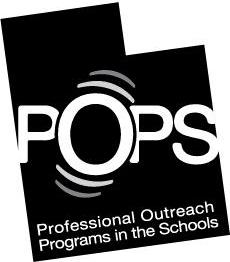 POPS
Professional Outreach
Programs in the Schools